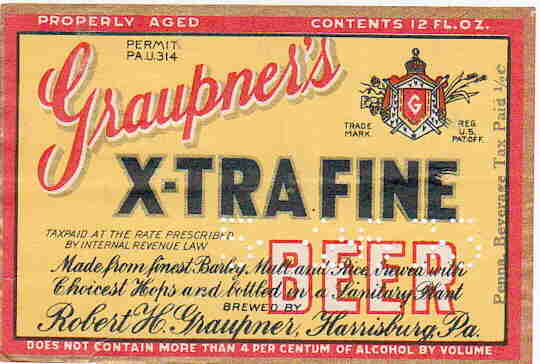 PROPERLY AGED CONTENTS 12 FL. OZ.
PERMIT
PA.U.314
Graupner's
G
TRADE MARK
REG. U.S. PAT. OFF.
X-TRA FINE
TAXPAID AT THE RATE PRESCRIBED
BY INTERNAL REVENUE LAW
BEER
Made from finest Barley Malt and Rice, brewed with
Choicest Hops and bottled in a Sanitary Plant
BREWED BY
Robert H. Graupner, Harrisburg, Pa.
DOES NOT CONTAIN MORE THAN 4 PER CENTUM OF ALCOHOL BY VOLUME
Penna. Beverage Tax Paid ½c